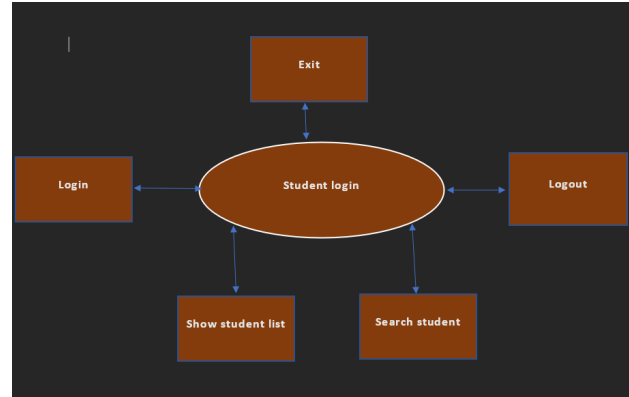 Exit
Login
Student login
Logout
Show student list
Search student